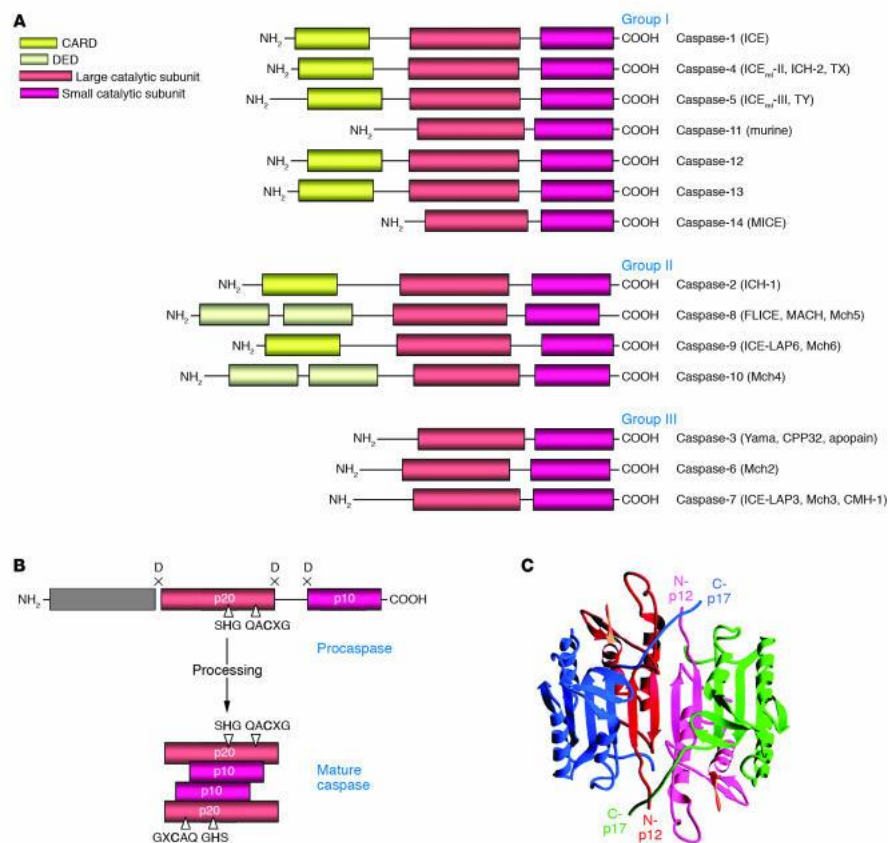 A
CARD
DED
Large catalytic subunit
Small catalytic subunit
Group I
NH2 COOH Caspase-1 (ICE)
NH2 COOH Caspase-4 (ICErel-II, ICH-2, TX)
NH2 COOH Caspase-5 (ICErel-III, TY)
NH2 COOH Caspase-11 (murine)
NH2 COOH Caspase-12
NH2 COOH Caspase-13
NH2 COOH Caspase-14 (MICE)
Group II
NH2 COOH Caspase-2 (ICH-1)
NH2 COOH Caspase-8 (FLICE, MACH, Mch5)
NH2 COOH Caspase-9 (ICE-LAP6, Mch6)
NH2 COOH Caspase-10 (Mch4)
Group III
NH2 COOH Caspase-3 (Yama, CPP32, apopain)
NH2 COOH Caspase-6 (Mch2)
NH2 COOH Caspase-7 (ICE-LAP3, Mch3, CMH-1)
B
D D D
NH2 p20 p10 COOH
SHG QACXG
Procaspase
Processing
SHG QACXG
p20
p10
Mature caspase
p10
p20
GXCAQ GHS
C
N-p12
C-p17
C-p17
N-p12